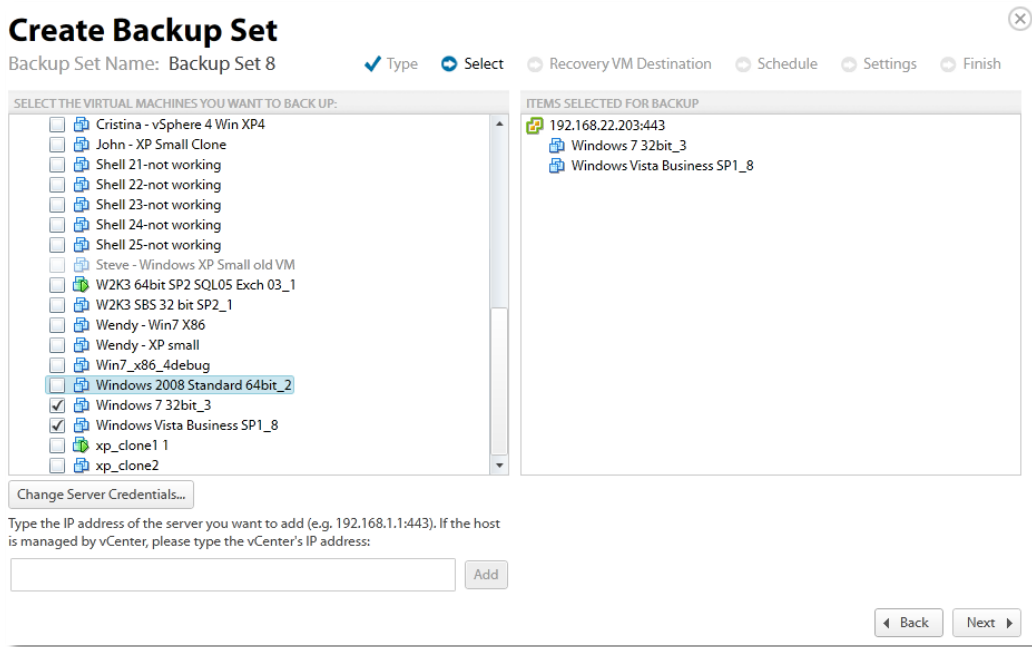 Create Backup Set
Backup Set Name: Backup Set 8
Type
Select
Recovery VM Destination
Schedule
Settings
Finish
SELECT THE VIRTUAL MACHINES YOU WANT TO BACK UP:
Cristina - vSphere 4 Win XP4
John - XP Small Clone
Shell 21-not working
Shell 22-not working
Shell 23-not working
Shell 24-not working
Shell 25-not working
Steve - Windows XP Small old VM
W2K3 64bit SP2 SQL05 Exch 03_1
W2K3 SBS 32 bit SP2_1
Wendy - Win7 X86
Wendy - XP small
Win7_x86_4debug
Windows 2008 Standard 64bit_2
Windows 7 32bit_3
Windows Vista Business SP1_8
xp_clone1 1
xp_clone2
ITEMS SELECTED FOR BACKUP
192.168.22.203:443
Windows 7 32bit_3
Windows Vista Business SP1_8
Change Server Credentials...
Type the IP address of the server you want to add (e.g. 192.168.1.1:443). If the host
is managed by vCenter, please type the vCenter's IP address:
Add
Back
Next